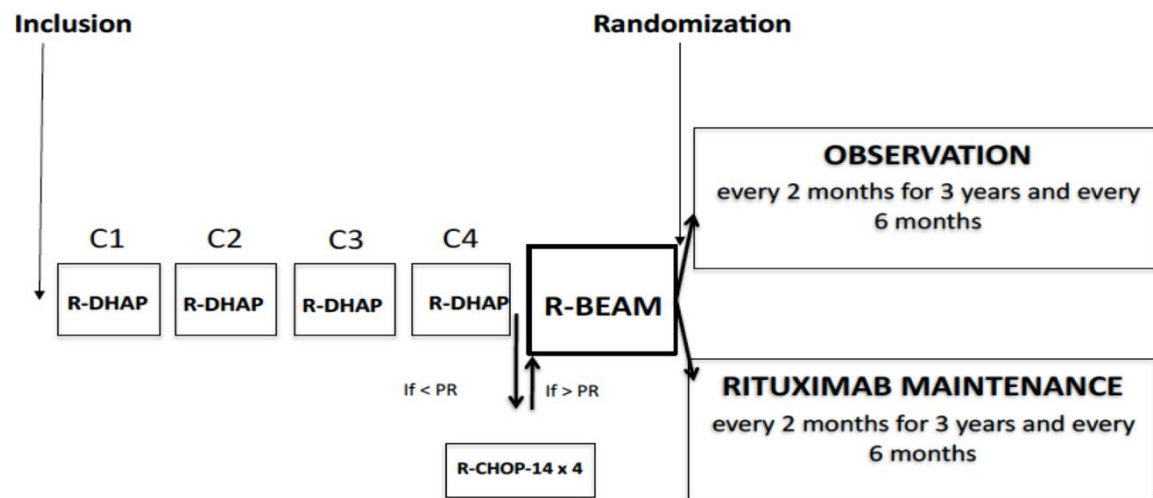 Inclusion
Randomization
C1
C2
C3
C4
R-DHAP
R-DHAP
R-DHAP
R-DHAP
R-BEAM
OBSERVATION
every 2 months for 3 years and every
6 months
If < PR
If > PR
R-CHOP-14 x 4
RITUXIMAB MAINTENANCE
every 2 months for 3 years and every
6 months